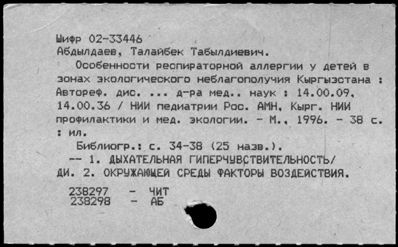 Шифр 02-33446
Абдылдаев, Талайбек Табылдиевич.
Особенности респираторной аллергии у детей в
зонах экологического неблагополучия Кыргызстана :
Автореф. дис. ... д-ра мед.. наук : 14.00.09,
14.00.36 / НИИ педиатрии Рос. АМН, Кырг. НИИ
профилактики и мед. экологии. - М., 1996. - 38 с.
: ил.
Библиогр.: с. 34-38 (25 назв.).
-- 1. ДЫХАТЕЛЬНАЯ ГИПЕРЧУВСТВИТЕЛЬНОСТЬ/
ДИ. 2. ОКРУЖАЮЩЕЙ СРЕДЫ ФАКТОРЫ ВОЗДЕЙСТВИЯ.
238297 - ЧИТ
238298 - АБ